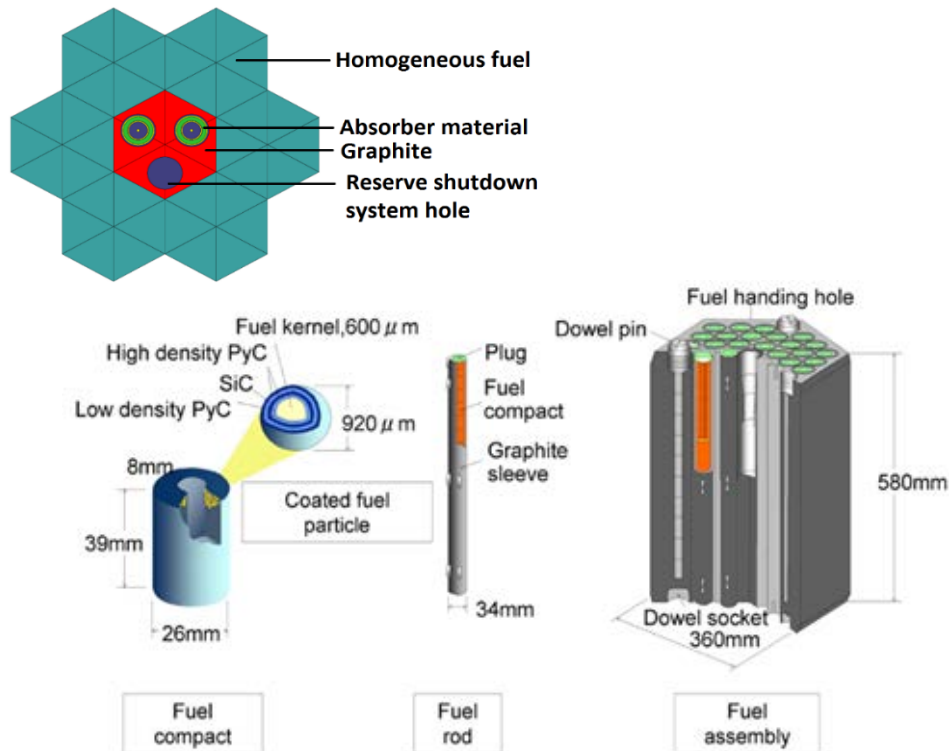 Homogeneous fuel
Absorber material
Graphite
Reserve shutdown
system hole
Fuel handing hole
Dowel pin
Fuel kernel,600 μm
High density PyC
SiC
Low density PyC
920μm
8mm
Coated fuel
particle
39mm
26mm
Plug
Fuel
compact
Graphite
sleeve
34mm
580mm
Dowel socket
360mm
Fuel
compact
Fuel
rod
Fuel
assembly